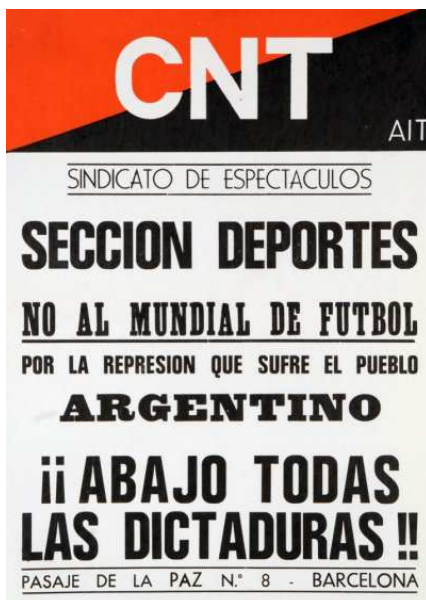 CNT
AIT
SINDICATO DE ESPECTACULOS
SECCION DEPORTES
NO AL MUNDIAL DE FUTBOL
POR LA REPRESION QUE SUFRE EL PUEBLO
ARGENTINO
¡¡ABAJO TODAS
LAS DICTADURAS!!
PASAJE DE LA PAZ N.° 8 - BARCELONA